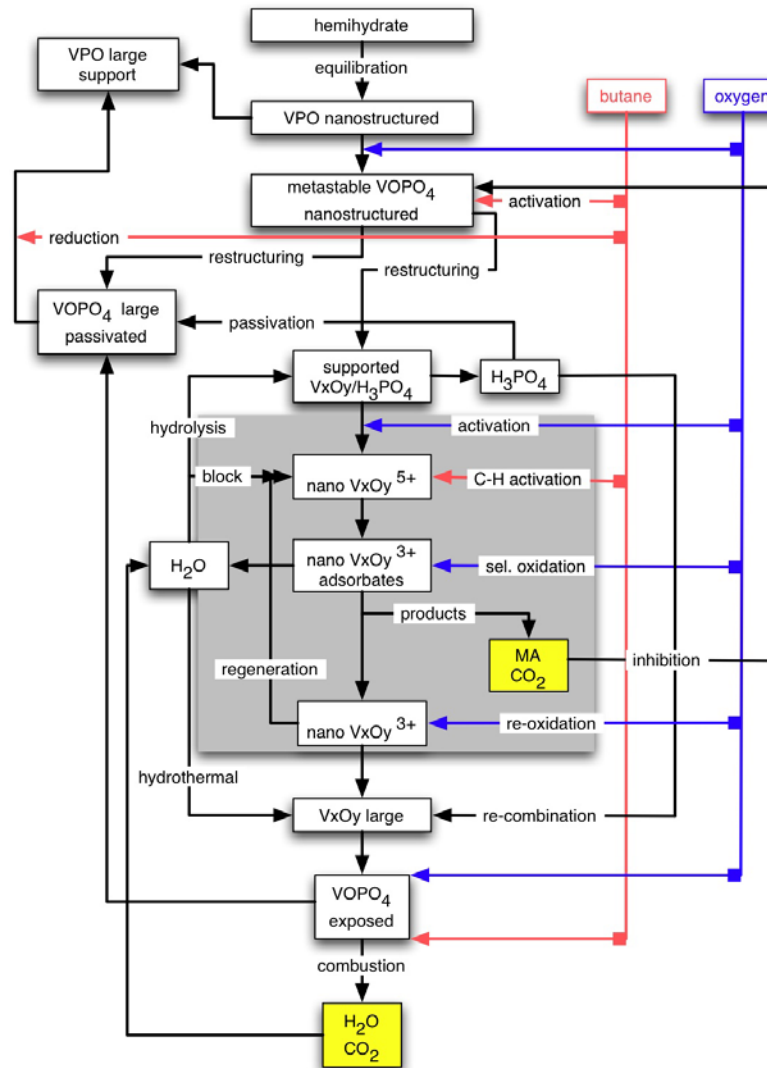 hemihydrate
VPO large
support
equilibration
butane
oxygen
VPO nanostructured
metastable VOPO₄
nanostructured
activation
reduction
restructuring
restructuring
VOPO₄ large
passivated
passivation
supported
VxOy/H₃PO₄
H₃PO₄
hydrolysis
activation
block
nano VxOy ⁵⁺
C-H activation
H₂O
nano VxOy ³⁺
adsorbates
sel. oxidation
products
regeneration
MA
CO₂
inhibition
nano VxOy ³⁺
re-oxidation
hydrothermal
VxOy large
re-combination
VOPO₄
exposed
combustion
H₂O
CO₂